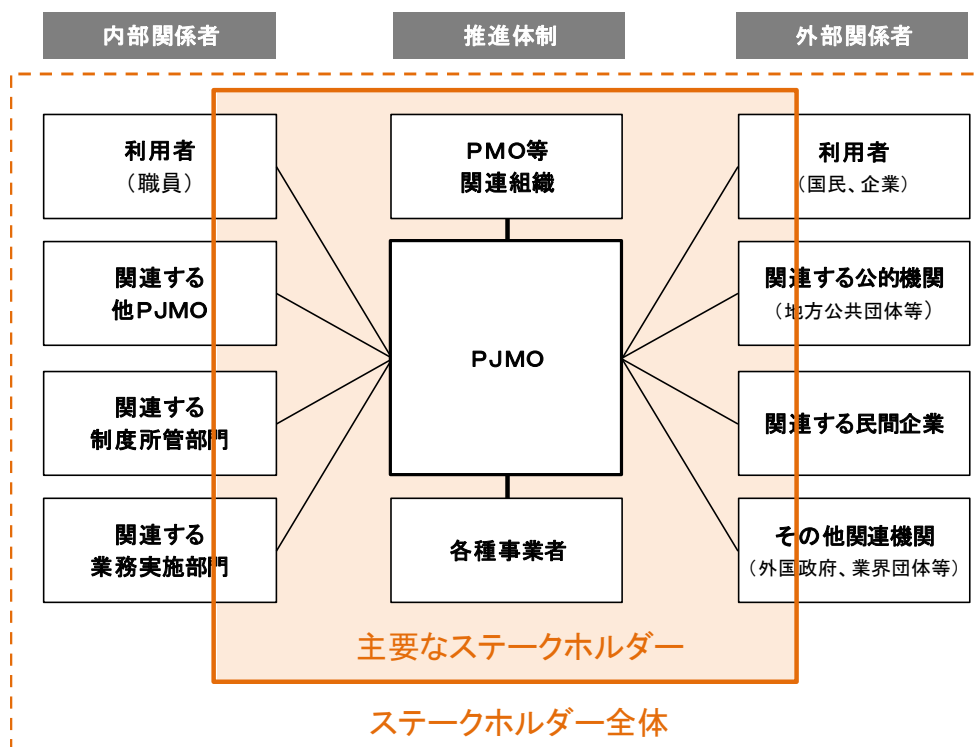 内部関係者
推進体制
外部関係者
利用者
（職員）
PMO等
関連組織
利用者
（国民、企業）
関連する
他PJMO
PJMO
関連する公的機関
（地方公共団体等）
関連する
制度所管部門
関連する民間企業
関連する
業務実施部門
各種事業者
その他関連機関
（外国政府、業界団体等）
主要なステークホルダー
ステークホルダー全体